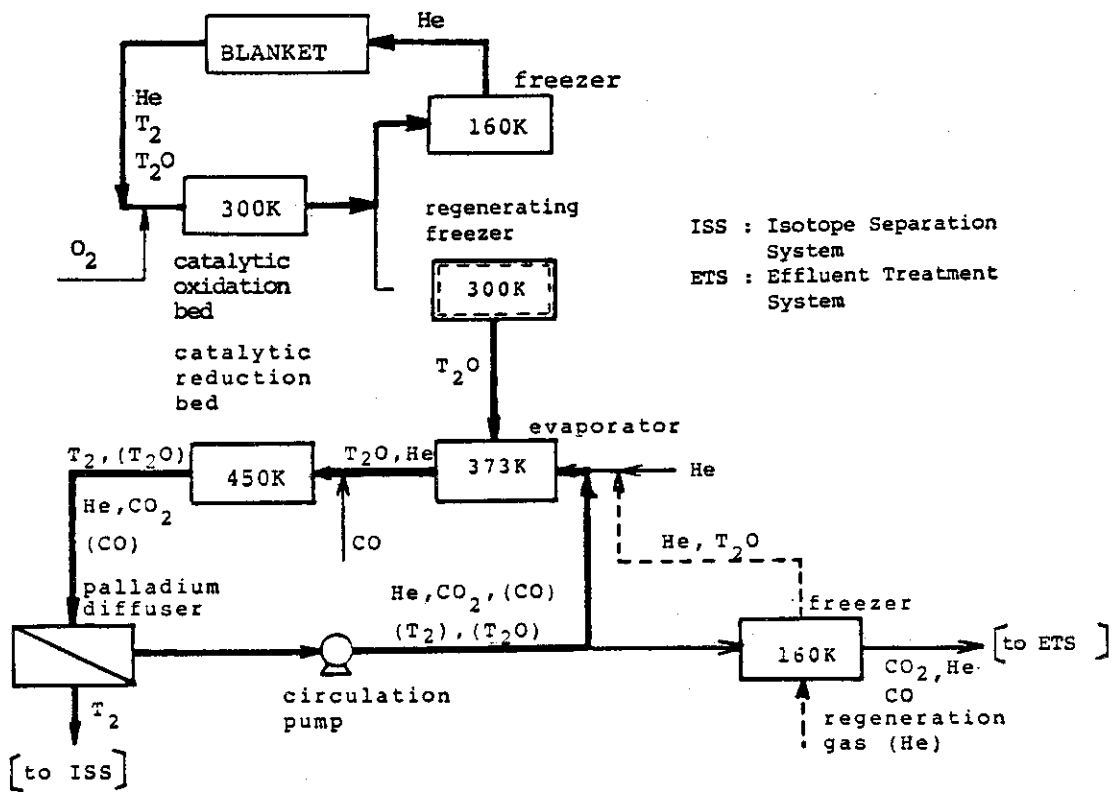 He
BLANKET
freezer
160K
He
T2
T2O
300K
regenerating
freezer
O2
catalytic
oxidation
bed
300K
ISS : Isotope Separation
System
ETS : Effluent Treatment
System
catalytic
reduction
bed
T2O
evaporator
T2,(T2O)
450K
T2O,He
373K
He
He,CO2
(CO)
CO
He,T2O
palladium
diffuser
He,CO2,(CO)
(T2),(T2O)
freezer
160K
[to ETS ]
CO2,He
CO
circulation
pump
T2
regeneration
gas (He)
[to ISS]